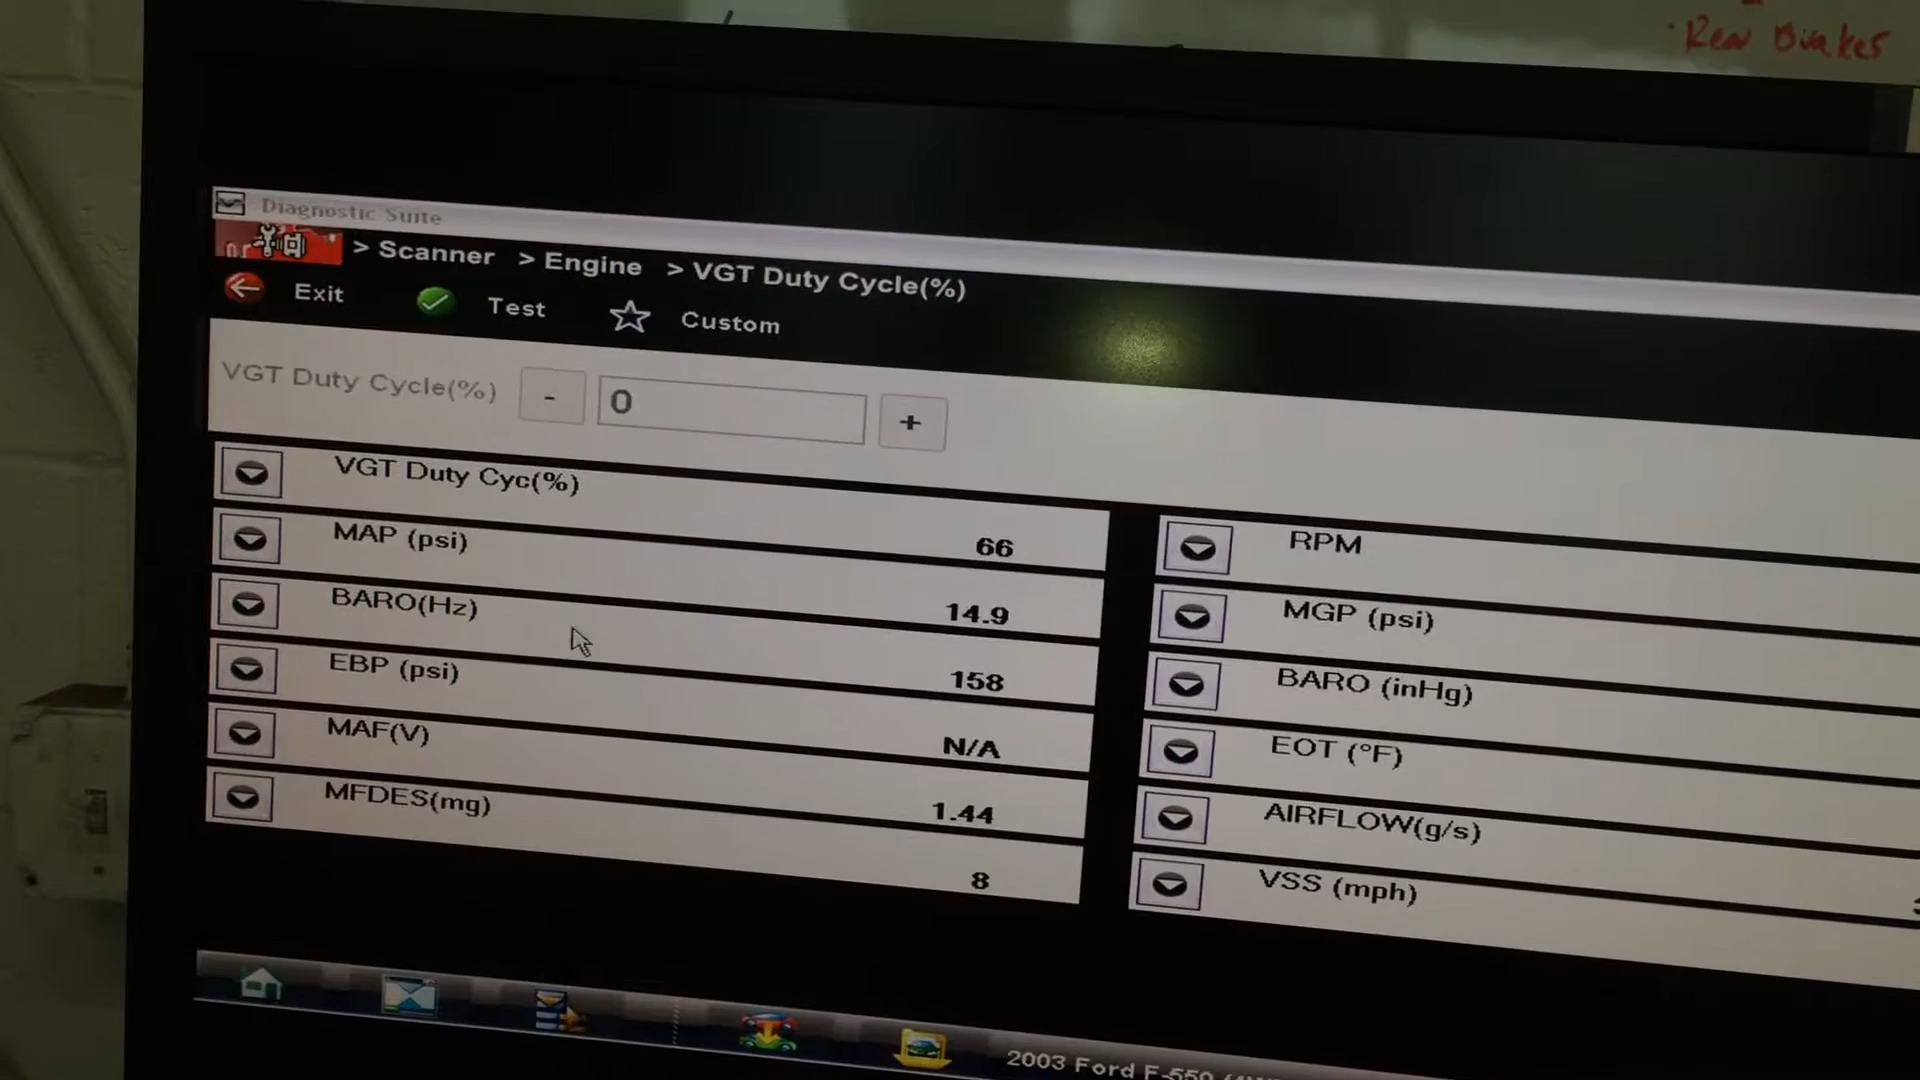 Rear Brakes
Diagnostic Suite
> Scanner > Engine > VGT Duty Cycle(%)
Exit Test Custom
VGT Duty Cycle(%) - 0 +
VGT Duty Cyc(%) 66
MAP (psi) 14.9
BARO(Hz) 158
EBP (psi) N/A
MAF(V) 1.44
MFDES(mg) 8
RPM
MGP (psi)
BARO (inHg)
EOT (°F)
AIRFLOW(g/s)
VSS (mph)
2003 Ford F-550